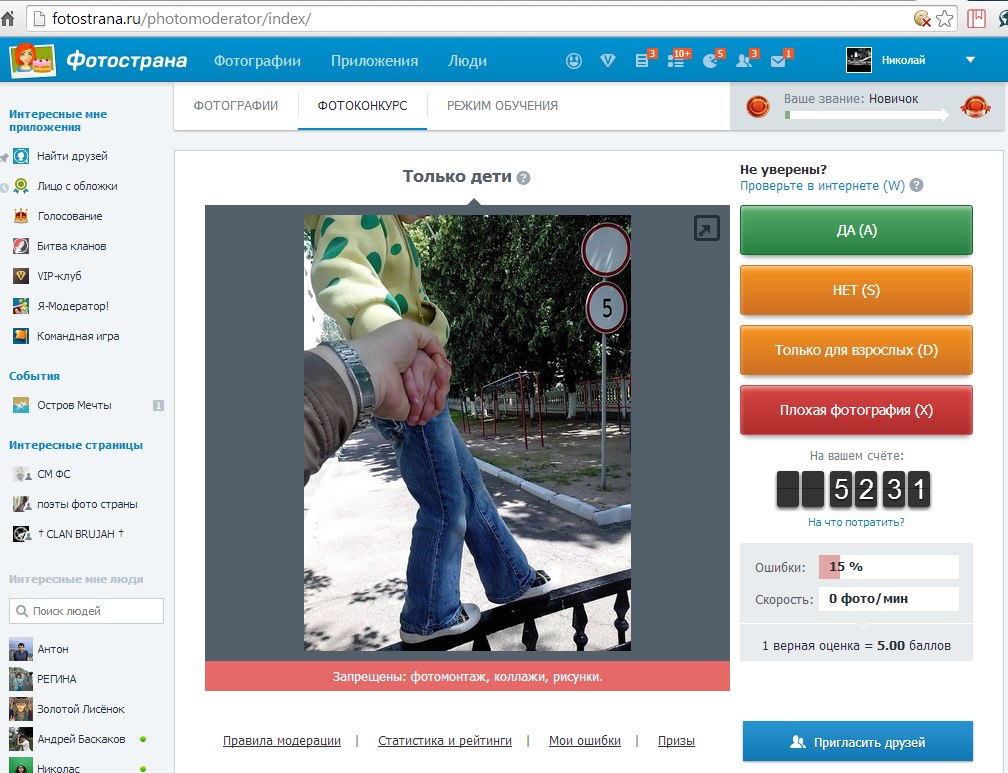 fotostrana.ru/photomoderator/index/
Фотострана
Фотографии
Приложения
Люди
3
10+
5
3
1
Николай
Интересные мне
приложения
Найти друзей
Лицо с обложки
Голосование
Битва кланов
VIP-клуб
Я-Модератор!
Командная игра
События
Остров Мечты
1
Интересные страницы
СМ ФС
поэты фото страны
† CLAN BRUJAH †
Интересные мне люди
Поиск людей
Антон
РЕГИНА
Золотой Лисёнок
Андрей Баскаков
Николас
ФОТОГРАФИИ
ФОТОКОНКУРС
РЕЖИМ ОБУЧЕНИЯ
Ваше звание: Новичок
Только дети ?
5
Запрещены: фотомонтаж, коллажи, рисунки.
Правила модерации | Статистика и рейтинги | Мои ошибки | Призы
Не уверены?
Проверьте в интернете (W) ?
ДА (A)
НЕТ (S)
Только для взрослых (D)
Плохая фотография (X)
На вашем счёте:
5231
На что потратить?
Ошибки: 15 %
Скорость: 0 фото/мин
1 верная оценка = 5.00 баллов
Пригласить друзей